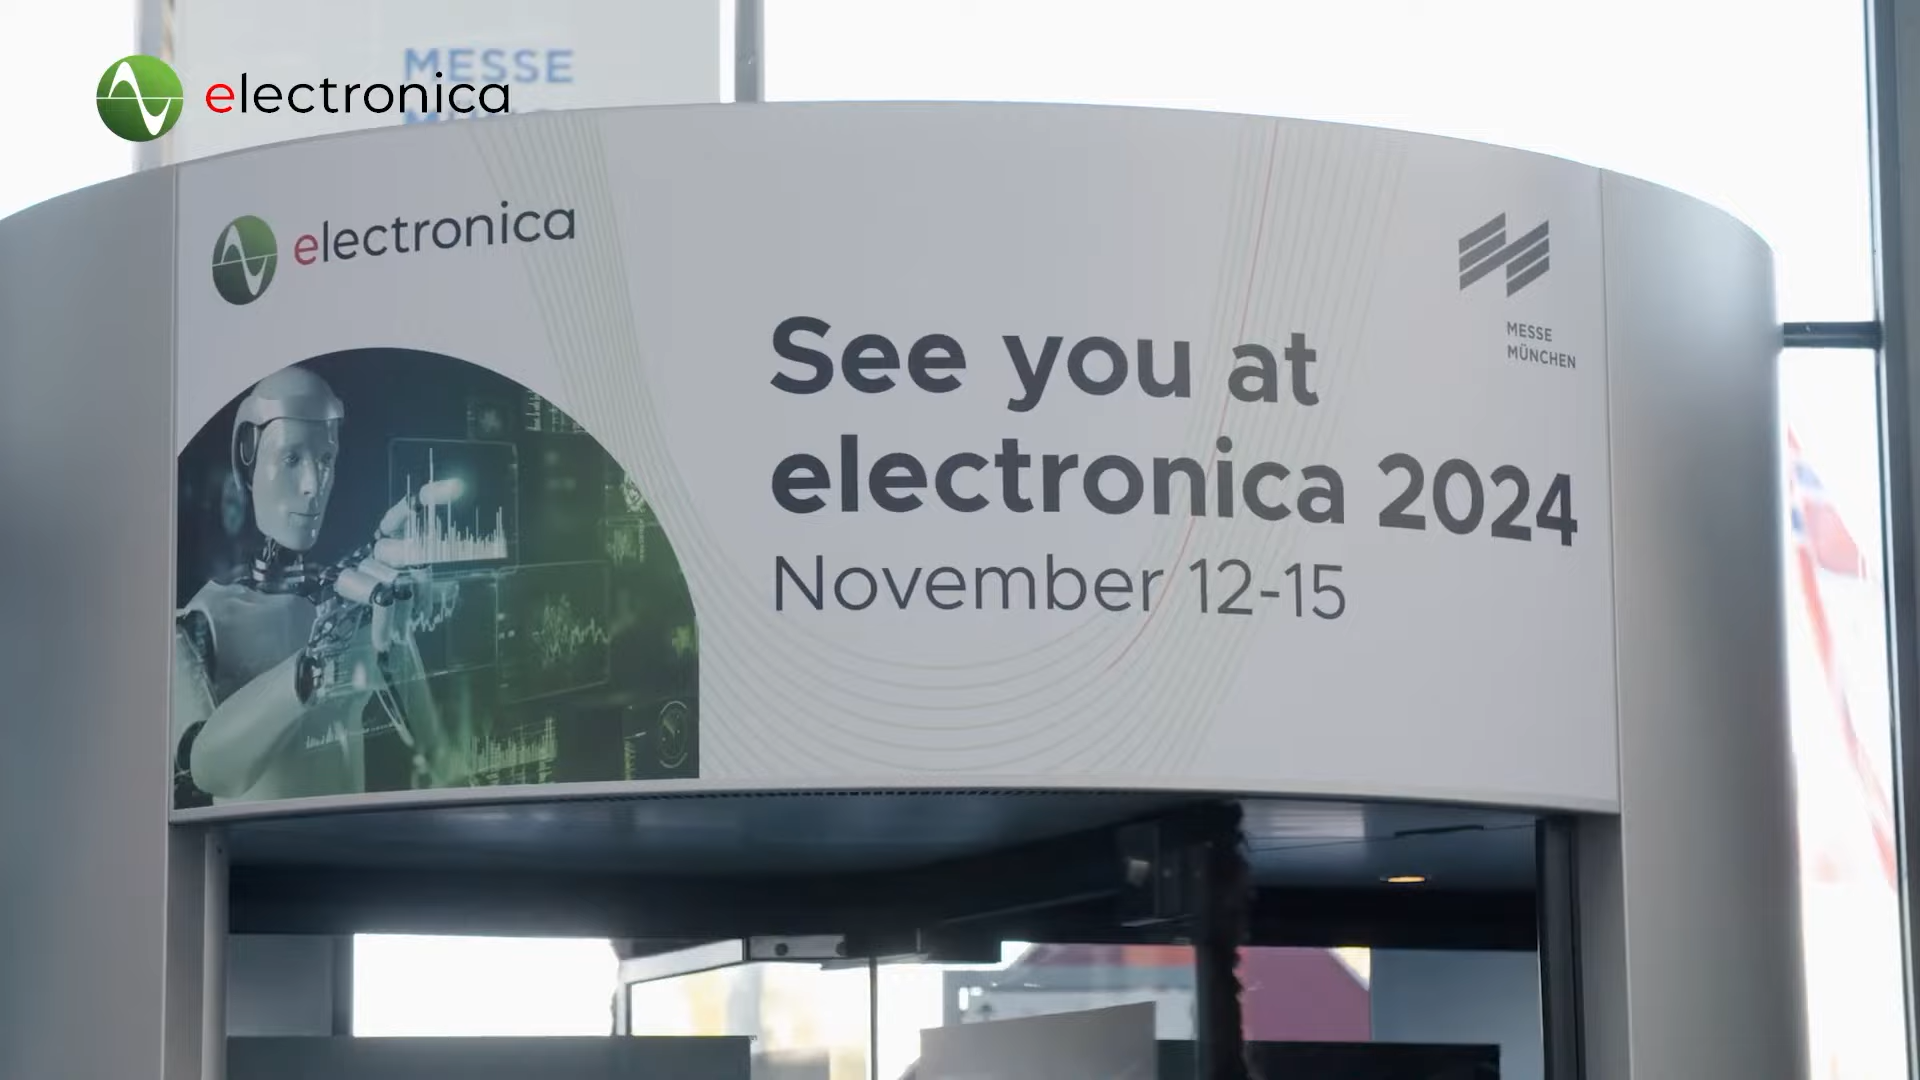 MESSE
electronica
electronica
MESSE
MÜNCHEN
See you at
electronica 2024
November 12-15